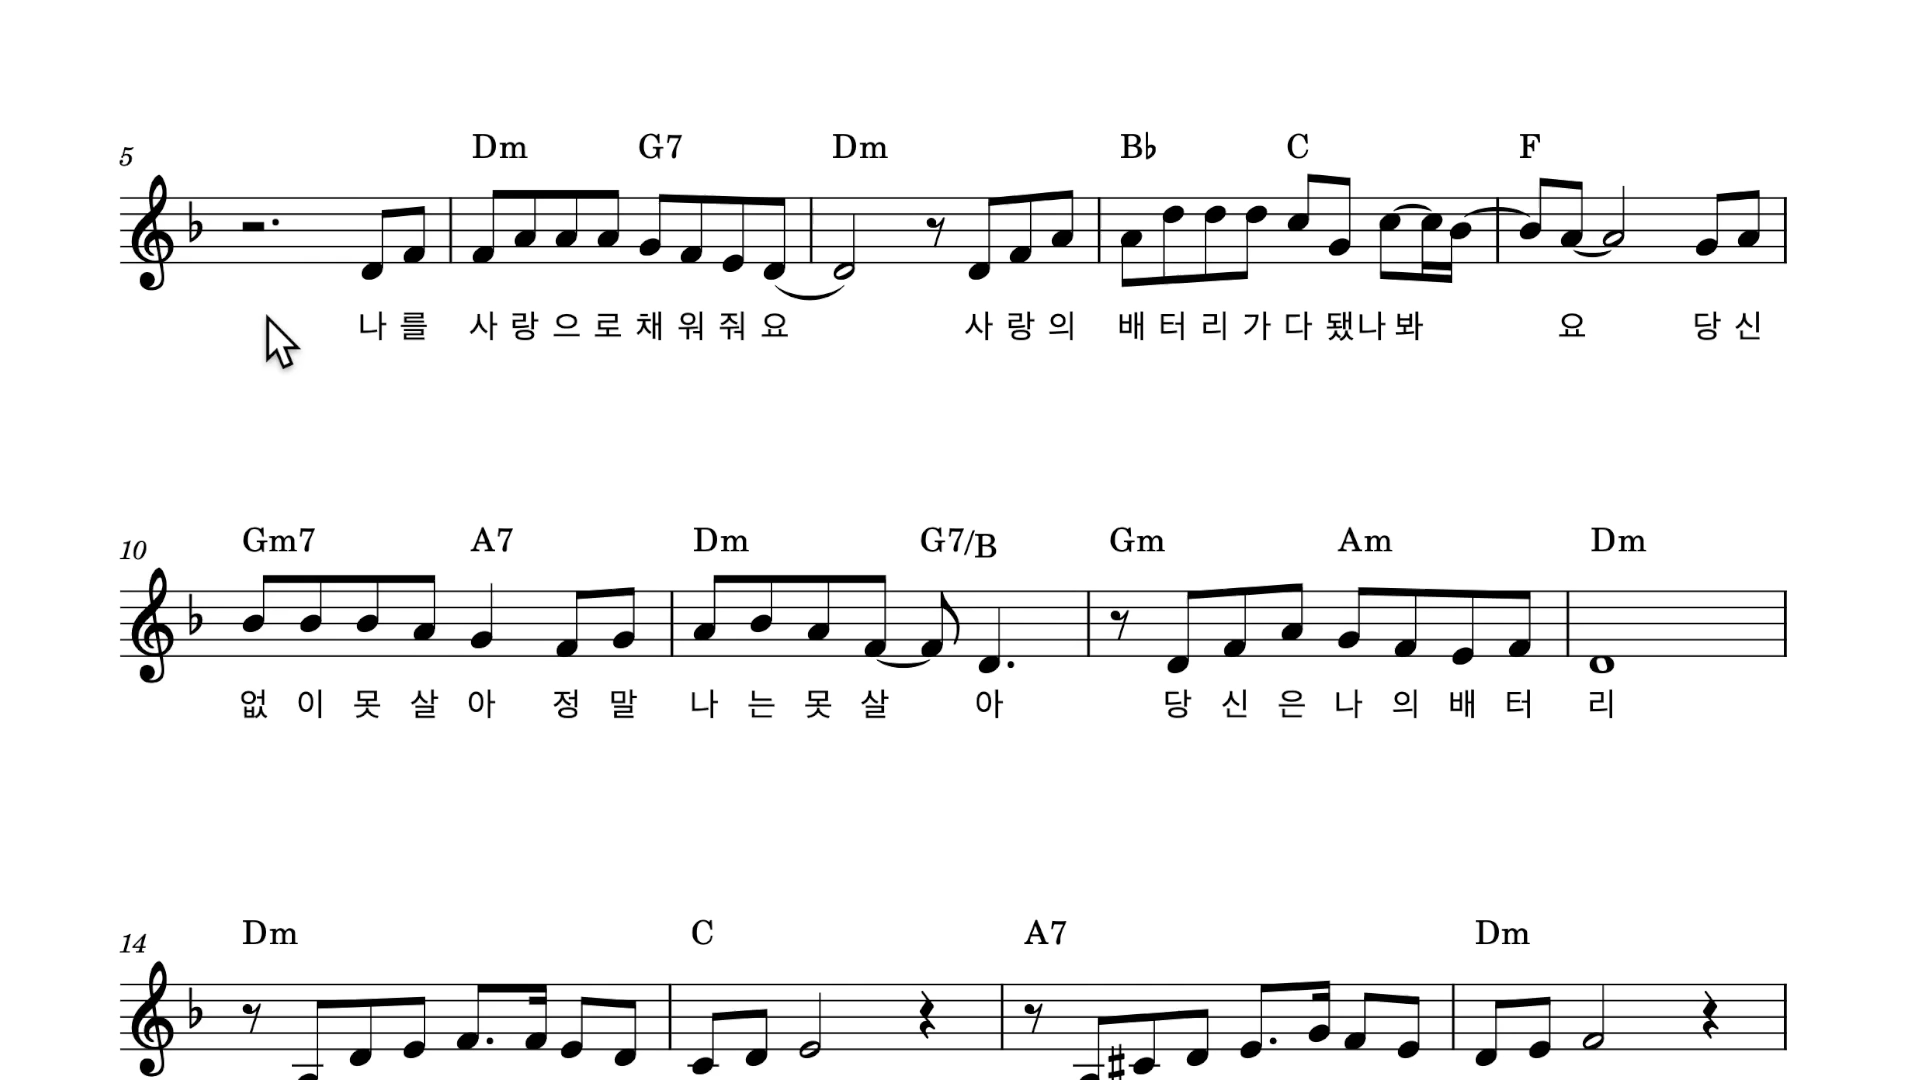 5 Dm G7 Dm B♭ C F
나 를 사 랑 으 로 채 워 줘 요 사 랑 의 배 터 리 가 다 됐 나 봐 요 당 신
10 Gm7 A7 Dm G7/B Gm Am Dm
없 이 못 살 아 정 말 나 는 못 살 아 당 신 은 나 의 배 터 리
14 Dm C A7 Dm